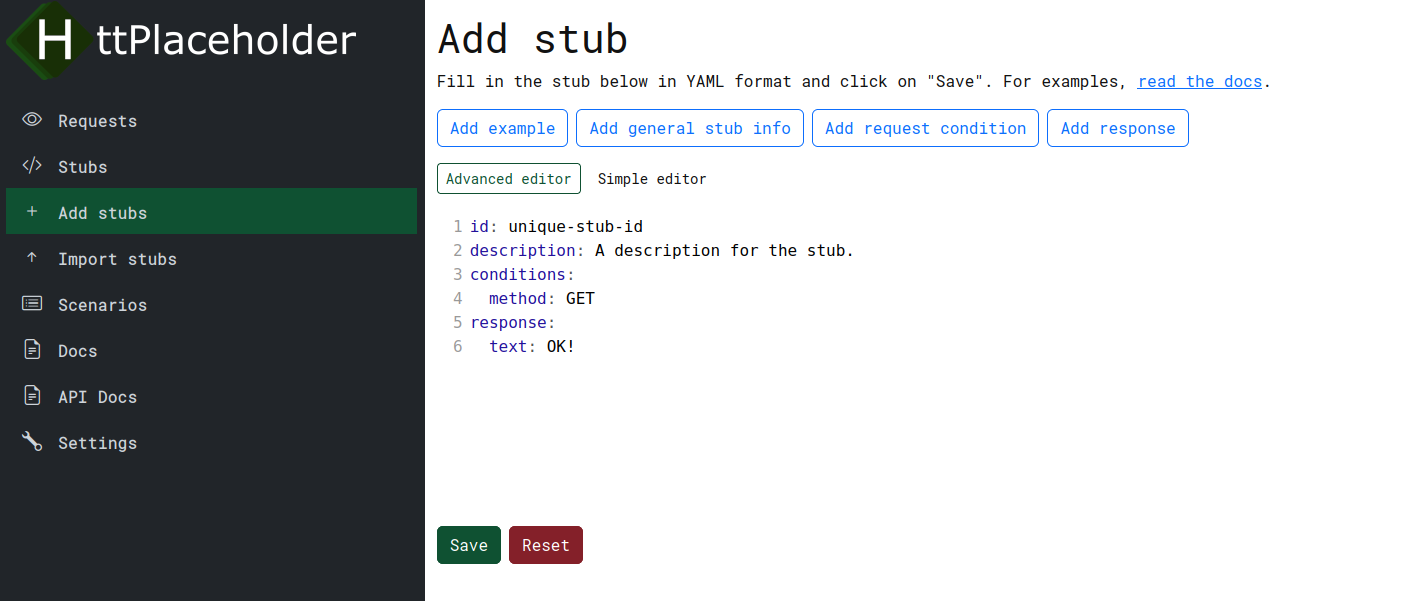 HttPlaceholder
Requests
Stubs
Add stubs
Import stubs
Scenarios
Docs
API Docs
Settings
Add stub
Fill in the stub below in YAML format and click on "Save". For examples, read the docs.
Add example Add general stub info Add request condition Add response
Advanced editor Simple editor
1 id: unique-stub-id
2 description: A description for the stub.
3 conditions:
4   method: GET
5 response:
6   text: OK!
Save Reset